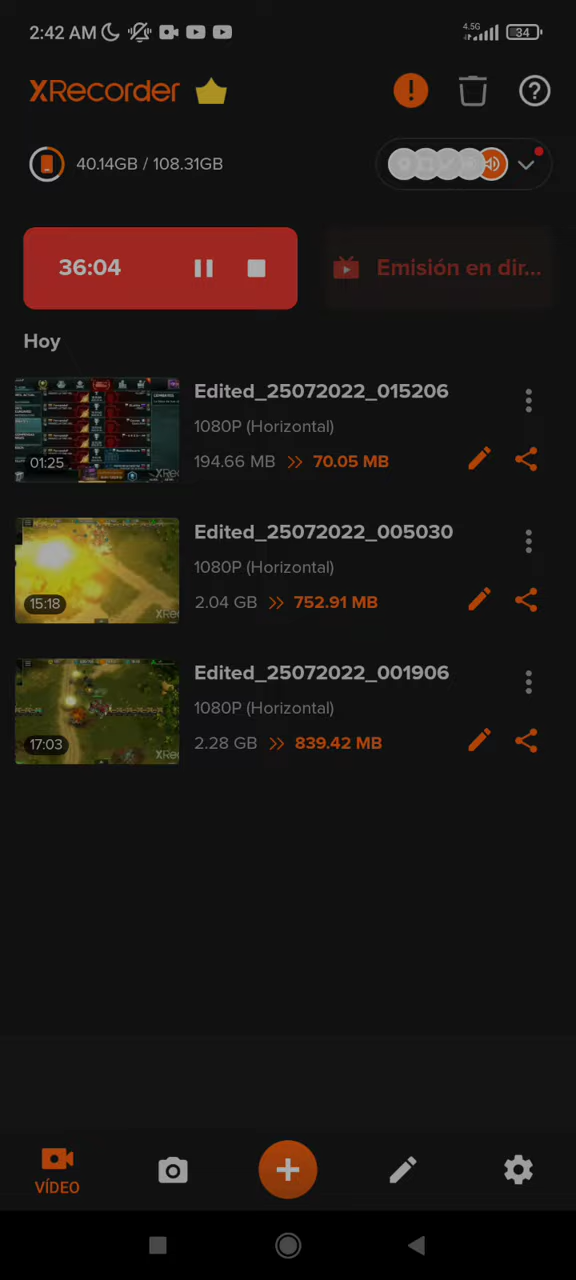 2:42 AM
4.5G
34
XRecorder
40.14GB / 108.31GB
36:04
Emisión en dir...
Hoy
Edited_25072022_015206
1080P (Horizontal)
01:25
194.66 MB >> 70.05 MB
Edited_25072022_005030
1080P (Horizontal)
15:18
2.04 GB >> 752.91 MB
Edited_25072022_001906
1080P (Horizontal)
17:03
2.28 GB >> 839.42 MB
VÍDEO